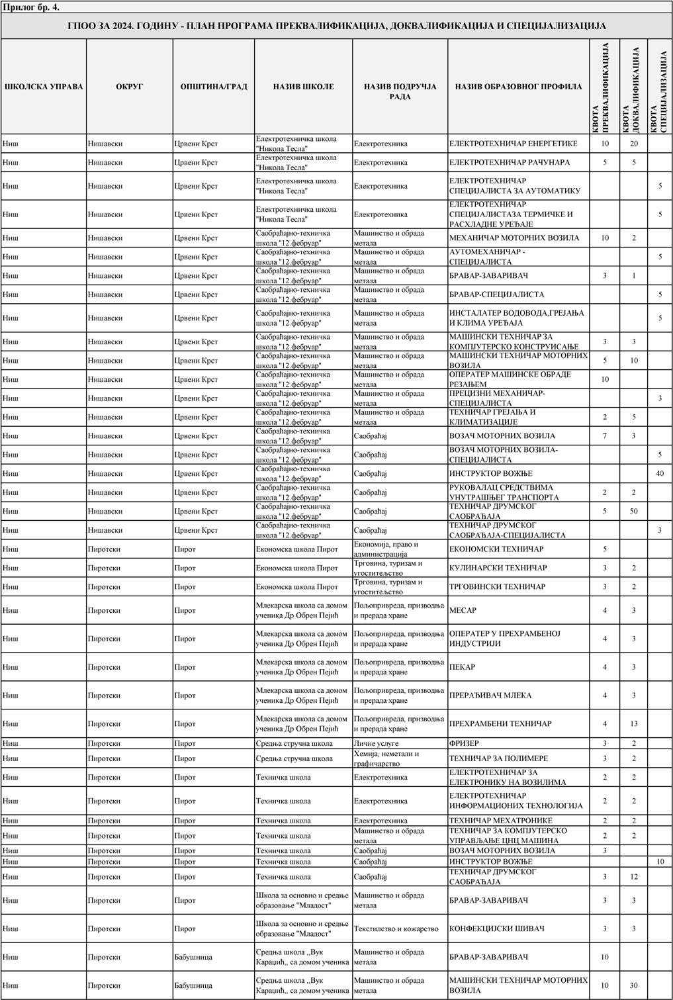 Прилог бр. 4.
ГПОО ЗА 2024. ГОДИНУ - ПЛАН ПРОГРАМА ПРЕКВАЛИФИКАЦИЈА, ДОКВАЛИФИКАЦИЈА И СПЕЦИЈАЛИЗАЦИЈА
ШКОЛСКА УПРАВА ОКРУГ ОПШТИНА/ГРАД НАЗИВ ШКОЛЕ НАЗИВ ПОДРУЧЈА РАДА НАЗИВ ОБРАЗОВНОГ ПРОФИЛА КВОТА ПРЕКВАЛИФИКАЦИЈА КВОТА ДОКВАЛИФИКАЦИЈА КВОТА СПЕЦИЈАЛИЗАЦИЈА
Ниш Нишавски Црвени Крст Електротехничка школа "Никола Тесла" Електротехника ЕЛЕКТРОТЕХНИЧАР ЕНЕРГЕТИКЕ 10 20
Ниш Нишавски Црвени Крст Електротехничка школа "Никола Тесла" Електротехника ЕЛЕКТРОТЕХНИЧАР РАЧУНАРА 5 5
Ниш Нишавски Црвени Крст Електротехничка школа "Никола Тесла" Електротехника ЕЛЕКТРОТЕХНИЧАР СПЕЦИЈАЛИСТА ЗА АУТОМАТИКУ 5
Ниш Нишавски Црвени Крст Електротехничка школа "Никола Тесла" Електротехника ЕЛЕКТРОТЕХНИЧАР СПЕЦИЈАЛИСТАЗА ТЕРМИЧКЕ И РАСХЛАДНЕ УРЕЂАЈЕ 5
Ниш Нишавски Црвени Крст Саобраћајно-техничка школа "12.фебруар" Машинство и обрада метала МЕХАНИЧАР МОТОРНИХ ВОЗИЛА 10 2
Ниш Нишавски Црвени Крст Саобраћајно-техничка школа "12.фебруар" Машинство и обрада метала АУТОМЕХАНИЧАР - СПЕЦИЈАЛИСТА 5
Ниш Нишавски Црвени Крст Саобраћајно-техничка школа "12.фебруар" Машинство и обрада метала БРАВАР-ЗАВАРИВАЧ 3 1
Ниш Нишавски Црвени Крст Саобраћајно-техничка школа "12.фебруар" Машинство и обрада метала БРАВАР-СПЕЦИЈАЛИСТА 5
Ниш Нишавски Црвени Крст Саобраћајно-техничка школа "12.фебруар" Машинство и обрада метала ИНСТАЛАТЕР ВОДОВОДА,ГРЕЈАЊА И КЛИМА УРЕЂАЈА 5
Ниш Нишавски Црвени Крст Саобраћајно-техничка школа "12.фебруар" Машинство и обрада метала МАШИНСКИ ТЕХНИЧАР ЗА КОМПЈУТЕРСКО КОНСТРУИСАЊЕ 3 3
Ниш Нишавски Црвени Крст Саобраћајно-техничка школа "12.фебруар" Машинство и обрада метала МАШИНСКИ ТЕХНИЧАР МОТОРНИХ ВОЗИЛА 5 10
Ниш Нишавски Црвени Крст Саобраћајно-техничка школа "12.фебруар" Машинство и обрада метала ОПЕРАТЕР МАШИНСКЕ ОБРАДЕ РЕЗАЊЕМ 10
Ниш Нишавски Црвени Крст Саобраћајно-техничка школа "12.фебруар" Машинство и обрада метала ПРЕЦИЗНИ МЕХАНИЧАР-СПЕЦИЈАЛИСТА 3
Ниш Нишавски Црвени Крст Саобраћајно-техничка школа "12.фебруар" Машинство и обрада метала ТЕХНИЧАР ГРЕЈАЊА И КЛИМАТИЗАЦИЈЕ 2 5
Ниш Нишавски Црвени Крст Саобраћајно-техничка школа "12.фебруар" Саобраћај ВОЗАЧ МОТОРНИХ ВОЗИЛА 7 3
Ниш Нишавски Црвени Крст Саобраћајно-техничка школа "12.фебруар" Саобраћај ВОЗАЧ МОТОРНИХ ВОЗИЛА-СПЕЦИЈАЛИСТА 5
Ниш Нишавски Црвени Крст Саобраћајно-техничка школа "12.фебруар" Саобраћај ИНСТРУКТОР ВОЖЊЕ 40
Ниш Нишавски Црвени Крст Саобраћајно-техничка школа "12.фебруар" Саобраћај РУКОВАЛАЦ СРЕДСТВИМА УНУТРАШЊЕГ ТРАНСПОРТА 2 2
Ниш Нишавски Црвени Крст Саобраћајно-техничка школа "12.фебруар" Саобраћај ТЕХНИЧАР ДРУМСКОГ САОБРАЋАЈА 5 50
Ниш Нишавски Црвени Крст Саобраћајно-техничка школа "12.фебруар" Саобраћај ТЕХНИЧАР ДРУМСКОГ САОБРАЋАЈА-СПЕЦИЈАЛИСТА 3
Ниш Пиротски Пирот Економска школа Пирот Економија, право и администрација ЕКОНОМСКИ ТЕХНИЧАР 5
Ниш Пиротски Пирот Економска школа Пирот Трговина, туризам и угоститељство КУЛИНАРСКИ ТЕХНИЧАР 3 2
Ниш Пиротски Пирот Економска школа Пирот Трговина, туризам и угоститељство ТРГОВИНСКИ ТЕХНИЧАР 3 2
Ниш Пиротски Пирот Млекарска школа са домом ученика Др Обрен Пејић Пољопривреда, призводња и прерада хране МЕСАР 4 3
Ниш Пиротски Пирот Млекарска школа са домом ученика Др Обрен Пејић Пољопривреда, призводња и прерада хране ОПЕРАТЕР У ПРЕХРАМБЕНОЈ ИНДУСТРИЈИ 4 3
Ниш Пиротски Пирот Млекарска школа са домом ученика Др Обрен Пејић Пољопривреда, призводња и прерада хране ПЕКАР 4 3
Ниш Пиротски Пирот Млекарска школа са домом ученика Др Обрен Пејић Пољопривреда, призводња и прерада хране ПРЕРАЂИВАЧ МЛЕКА 4 3
Ниш Пиротски Пирот Млекарска школа са домом ученика Др Обрен Пејић Пољопривреда, призводња и прерада хране ПРЕХРАМБЕНИ ТЕХНИЧАР 4 13
Ниш Пиротски Пирот Средња стручна школа Личне услуге ФРИЗЕР 3 2
Ниш Пиротски Пирот Средња стручна школа Хемија, неметали и графичарство ТЕХНИЧАР ЗА ПОЛИМЕРЕ 3 2
Ниш Пиротски Пирот Техничка школа Електротехника ЕЛЕКТРОТЕХНИЧАР ЗА ЕЛЕКТРОНИКУ НА ВОЗИЛИМА 2 2
Ниш Пиротски Пирот Техничка школа Електротехника ЕЛЕКТРОТЕХНИЧАР ИНФОРМАЦИОНИХ ТЕХНОЛОГИЈА 2 2
Ниш Пиротски Пирот Техничка школа Електротехника ТЕХНИЧАР МЕХАТРОНИКЕ 2 2
Ниш Пиротски Пирот Техничка школа Машинство и обрада метала ТЕХНИЧАР ЗА КОМПЈУТЕРСКО УПРАВЉАЊЕ ЦНЦ МАШИНА 2 2
Ниш Пиротски Пирот Техничка школа Саобраћај ВОЗАЧ МОТОРНИХ ВОЗИЛА 3
Ниш Пиротски Пирот Техничка школа Саобраћај ИНСТРУКТОР ВОЖЊЕ 10
Ниш Пиротски Пирот Техничка школа Саобраћај ТЕХНИЧАР ДРУМСКОГ САОБРАЋАЈА 3 12
Ниш Пиротски Пирот Школа за основно и средње образовање "Младост" Машинство и обрада метала БРАВАР-ЗАВАРИВАЧ 3 3
Ниш Пиротски Пирот Школа за основно и средње образовање "Младост" Текстилство и кожарство КОНФЕКЦИЈСКИ ШИВАЧ 3 3
Ниш Пиротски Бабушница Средња школа ,,Вук Караџић,, са домом ученика Машинство и обрада метала БРАВАР-ЗАВАРИВАЧ 10
Ниш Пиротски Бабушница Средња школа ,,Вук Караџић,, са домом ученика Машинство и обрада метала МАШИНСКИ ТЕХНИЧАР МОТОРНИХ ВОЗИЛА 10 30